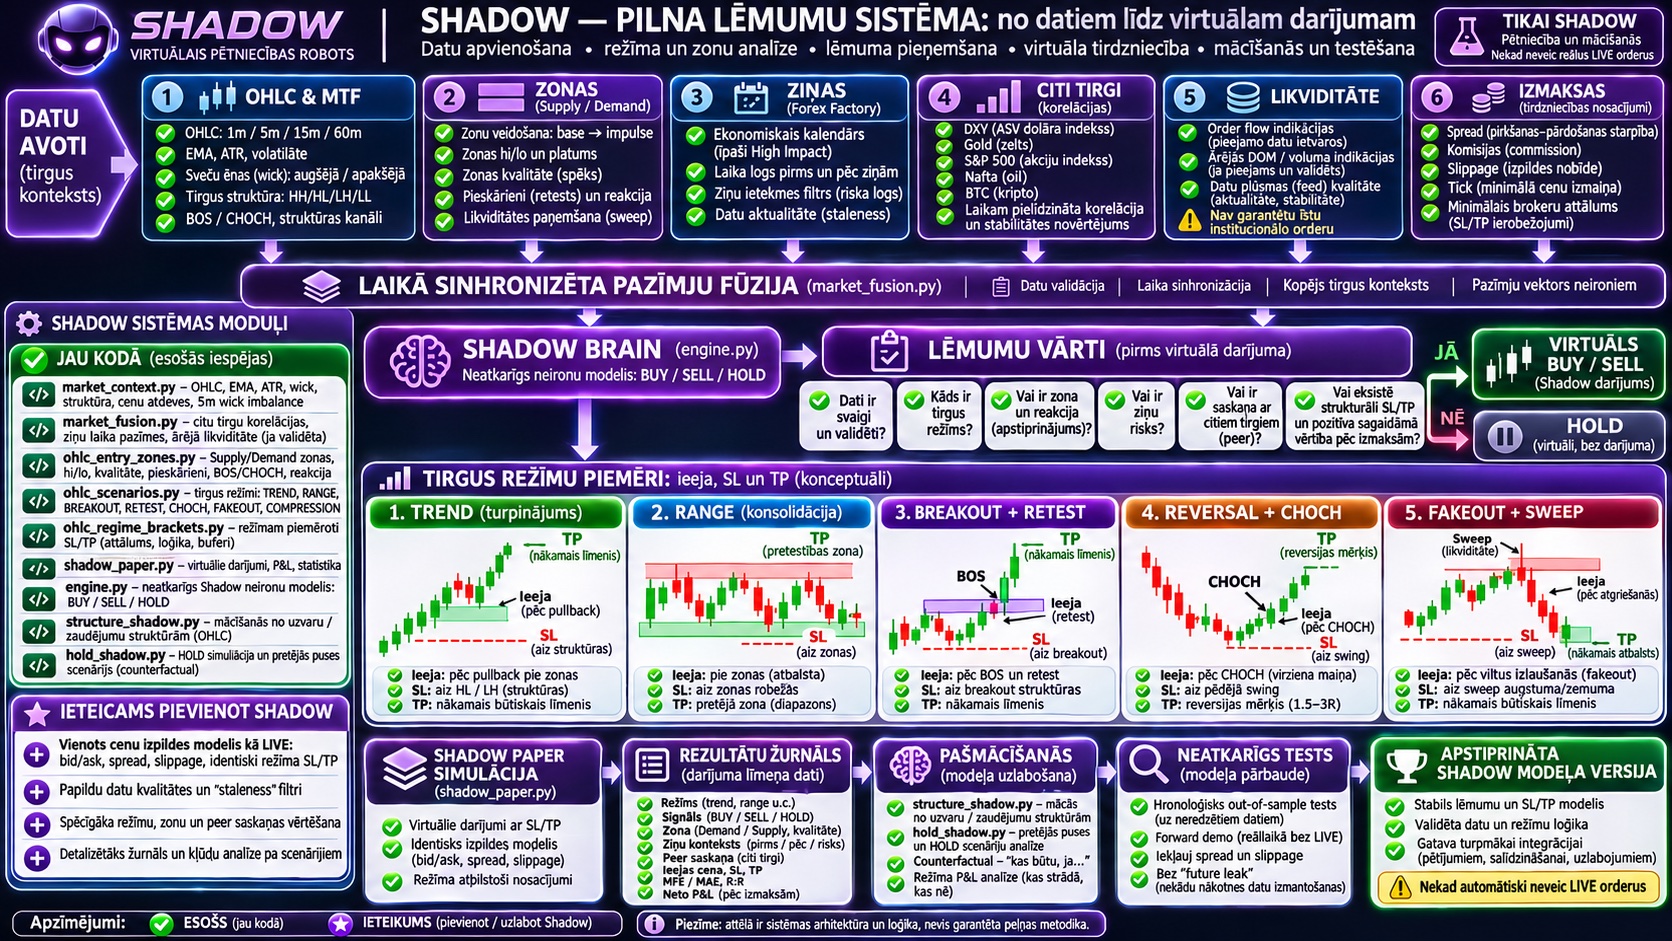 SHADOW
VIRTUĀLAIS PĒTNIECĪBAS ROBOTS
SHADOW — PILNA LĒMUMU SISTĒMA: no datiem līdz virtuālam darījumam
Datu apvienošana • režīma un zonu analīze • lēmuma pieņemšana • virtuāla tirdzniecība • mācīšanās un testēšana
TIKAI SHADOW
Pētniecība un mācīšanās
Nekad neveic reālus LIVE orderus
DATU
AVOTI
(tirgus
konteksts)
1 OHLC & MTF
OHLC: 1m / 5m / 15m / 60m
EMA, ATR, volatilāte
Sveču ēnas (wick): augšējā / apakšējā
Tirgus struktūra: HH/HL/LH/LL
BOS / CHOCH, struktūras kanāli
2 ZONAS
(Supply / Demand)
Zonu veidošana: base → impulse
Zonas hi/lo un platums
Zonas kvalitāte (spēks)
Pieskārieni (retests) un reakcija
Likviditātes paņemšana (sweep)
3 ZIŅAS
(Forex Factory)
Ekonomiskais kalendārs
(īpaši High Impact)
Laika logs pirms un pēc ziņām
Ziņu ietekmes filtrs (riska logs)
Datu aktualitāte (staleness)
4 CITI TIRGI
(korelācijas)
DXY (ASV dolāra indekss)
Gold (zelts)
S&P 500 (akciju indekss)
Nafta (oil)
BTC (kripto)
Laikam pielīdzināta korelācija
un stabilitātes novērtējums
5 LIKVIDITĀTE
Order flow indikācijas
(pieejamo datu ietvaros)
Ārējās DOM / voluma indikācijas
(ja pieejams un validēts)
Datu plūsmas (feed) kvalitāte
(aktualitāte, stabilitāte)
Nav garantētu īstu
institucionālo orderu
6 IZMAKSAS
(tirdzniecības nosacījumi)
Spread (pirkšanas–pārdošanas starpība)
Komisijas (commission)
Slippage (izpildes nobīde)
Tick (minimālā cenu izmaiņa)
Minimālais brokeru attālums
(SL/TP ierobežojumi)
LAIKĀ SINHRONIZĒTA PAZĪMJU FŪZIJA (market_fusion.py) | Datu validācija | Laika sinhronizācija | Kopējs tirgus konteksts | Pazīmju vektors neironiem
SHADOW SISTĒMAS MODUĻI
JAU KODĀ (esošās iespējas)
market_context.py – OHLC, EMA, ATR, wick,
struktūra, cenu atdeves, 5m wick imbalance
market_fusion.py – citu tirgu korelācijas,
ziņu laika pazīmes, ārējā likviditāte (ja validēta)
ohlc_entry_zones.py – Supply/Demand zonas,
hi/lo, kvalitāte, pieskārieni, BOS/CHOCH, reakcija
ohlc_scenarios.py – tirgus režīmi: TREND, RANGE,
BREAKOUT, RETEST, CHOCH, FAKEOUT, COMPRESSION
ohlc_regime_brackets.py – režīmam piemēroti
SL/TP (attālums, loģika, buferi)
shadow_paper.py – virtuālie darījumi, P&L, statistika
engine.py – neatkarīgs Shadow neironu modelis:
BUY / SELL / HOLD
structure_shadow.py – mācīšanās no uzvaru /
zaudējumu struktūrām (OHLC)
hold_shadow.py – HOLD simulācija un pretējās puses
scenārijs (counterfactual)
IETEICAMS PIEVIENOT SHADOW
Vienots cenu izpildes modelis kā LIVE:
bid/ask, spread, slippage, identiski režīma SL/TP
Papildu datu kvalitātes un "staleness" filtri
Spēcīgāka režīmu, zonu un peer saskaņas vērtēšana
Detalizētāks žurnāls un kļūdu analīze pa scenārijiem
SHADOW BRAIN (engine.py)
Neatkarīgs neironu modelis: BUY / SELL / HOLD
LĒMUMU VĀRTI (pirms virtuālā darījuma)
Dati ir
svaigi
un validēti?
Kāds ir
tirgus
režīms?
Vai ir zona
un reakcija
(apstiprinājums)?
Vai ir
ziņu
risks?
Vai ir
saskaņa ar
citiem tirgiem
(peer)?
Vai eksistē
strukturāli SL/TP
un pozitīva sagaidāmā
vērtība pēc izmaksām?
JĀ
NĒ
VIRTUĀLS
BUY / SELL
(Shadow darījums)
HOLD
(virtuāli, bez darījuma)
TIRGUS REŽĪMU PIEMĒRI: ieeja, SL un TP (konceptuāli)
1. TREND (turpinājums)
TP
(nākamais līmenis)
Ieeja
(pēc pullback)
SL
(aiz struktūras)
Ieeja: pēc pullback pie zonas
SL: aiz HL / LH (struktūras)
TP: nākamais būtiskais līmenis
2. RANGE (konsolidācija)
TP
(pretestības zona)
SL
(aiz zonas)
Ieeja: pie zonas (atbalsta)
SL: aiz zonas robežās
TP: pretējā zona (diapazons)
3. BREAKOUT + RETEST
TP
(nākamais līmenis)
BOS
Ieeja
(retest)
SL
(aiz breakout)
Ieeja: pēc BOS un retest
SL: aiz breakout struktūras
TP: nākamais līmenis
4. REVERSAL + CHOCH
TP
(reversijas mērķis)
CHOCH
Ieeja
(pēc CHOCH)
SL
(aiz swing)
Ieeja: pēc CHOCH (virziena maiņa)
SL: aiz pēdējā swing
TP: reversijas mērķis (1.5–3R)
5. FAKEOUT + SWEEP
Sweep
(likviditāte)
ieeja
(pēc atgriešanās)
SL
(aiz sweep)
TP
(nākamais atbalsts)
Ieeja: pēc viltus izlaušanās (fakeout)
SL: aiz sweep augstuma/zemuma
TP: nākamais būtiskais līmenis
SHADOW PAPER
SIMULĀCIJA
(shadow_paper.py)
Virtuālie darījumi ar SL/TP
Identisks izpildes modelis
(bid/ask, spread, slippage)
Režīma atbilstoši nosacījumi
REZULTĀTU ŽURNĀLS
(darījuma līmeņa dati)
Režīms (trend, range u.c.)
Signāls (BUY / SELL / HOLD)
Zona (Demand / Supply, kvalitāte)
Ziņu konteksts (pirms / pēc / risks)
Peer saskaņa (citi tirgi)
Ieejas cena, SL, TP
MFE / MAE, R:R
Neto P&L (pēc izmaksām)
PAŠMĀCĪŠANĀS
(modeļa uzlabošana)
structure_shadow.py – mācās
no uzvaru / zaudējumu struktūrām
hold_shadow.py – pretējās puses
un HOLD scenāriju analīze
Counterfactual – "kas būtu, ja..."
Režīma P&L analīze (kas strādā,
kas nē)
NEATKARĪGS TESTS
(modeļa pārbaude)
Hronoloģisks out-of-sample tests
(uz neredzētiem datiem)
Forward demo (reāllaikā bez LIVE)
Iekļauj spread un slippage
Bez "future leak"
(nekādu nākotnes datu izmantošanas)
APSTIPRINĀTA
SHADOW MODEĻA VERSIJA
Stabils lēmumu un SL/TP modelis
Validēta datu un režīmu loģika
Gatava turpmākai integrācijai
(pētījumiem, salīdzināšanai, uzlabojumiem)
Nekad automātiski neveic LIVE orderus
Apzīmējumi: ESOŠS (jau kodā) IETEIKUMS (pievienot / uzlabot Shadow)
Piezīme: attēlā ir sistēmas arhitektūra un loģika, nevis garantēta peļņas metodika.